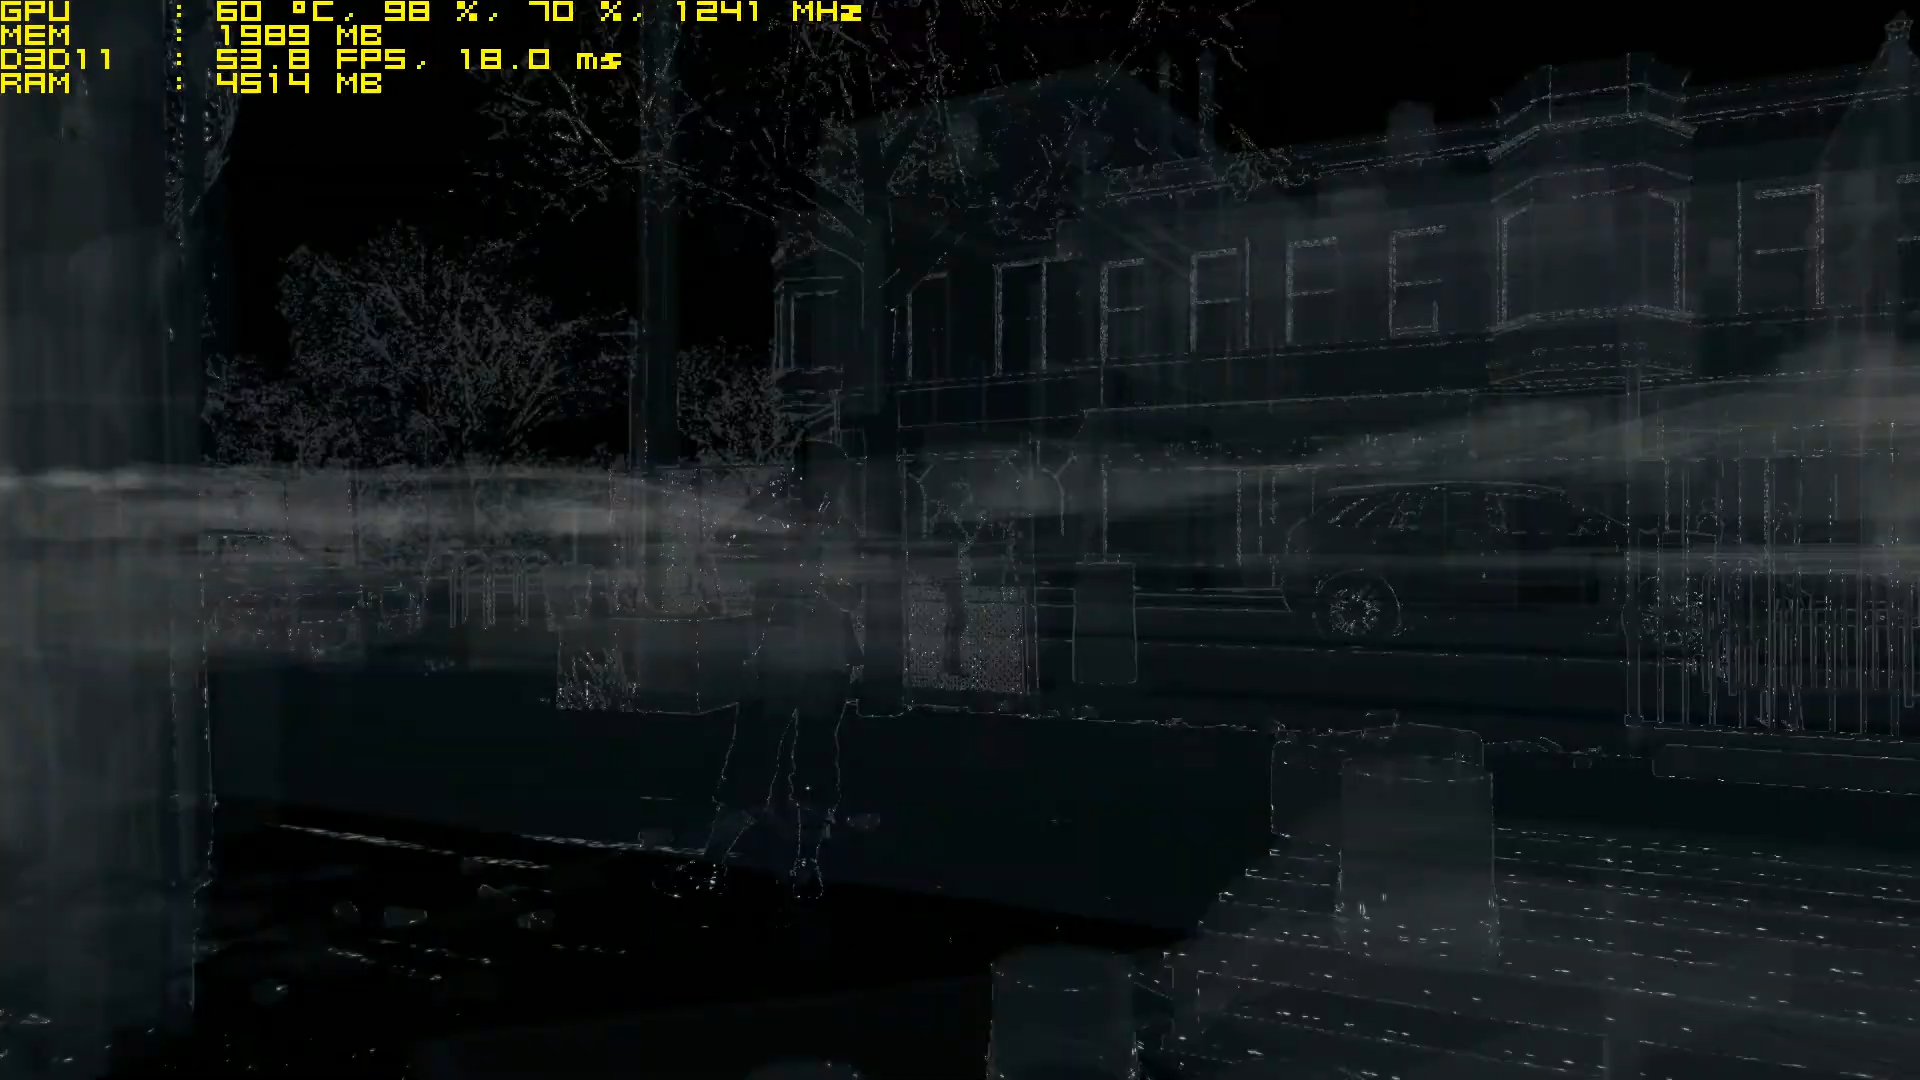 GPU : 60 °C, 98 %, 70 %, 1241 MHz
MEM : 1989 MB
D3D11 : 53.8 FPS, 18.0 ms
RAM : 4514 MB